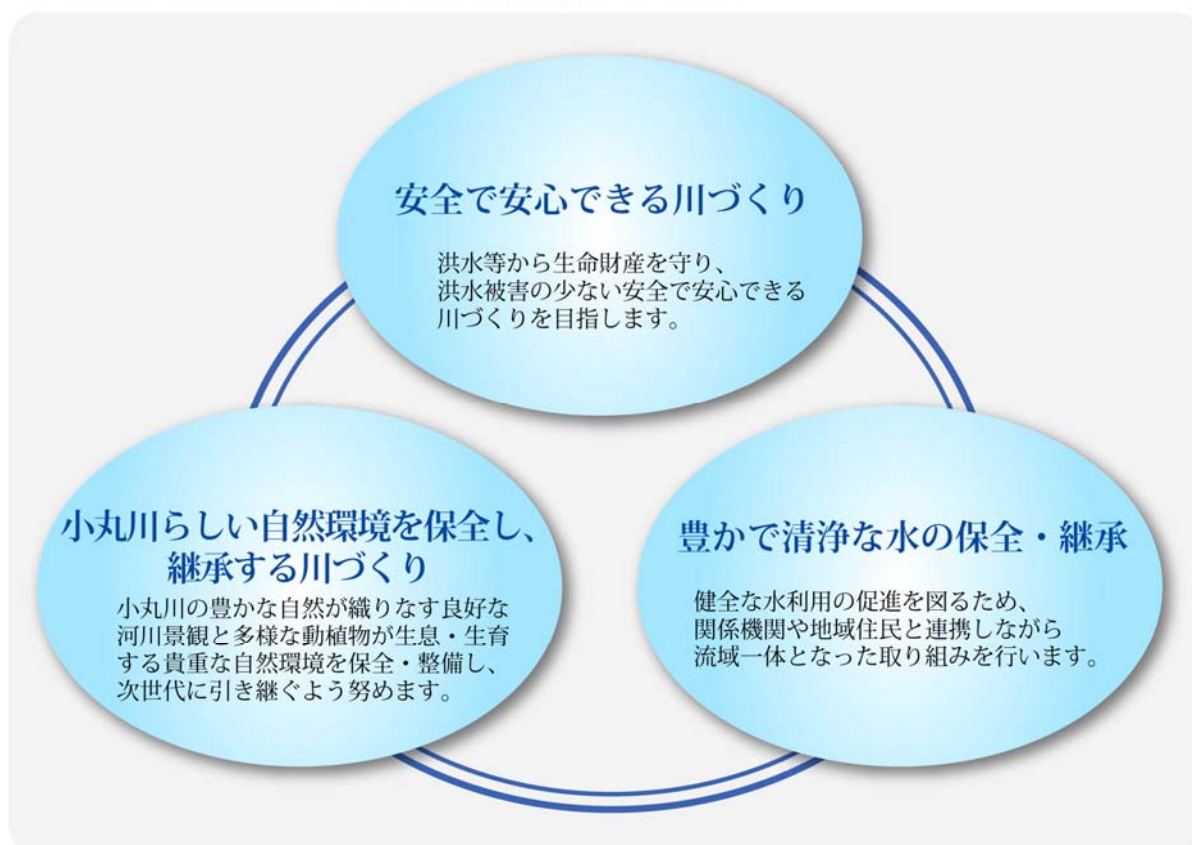 安全で安心できる川づくり
洪水等から生命財産を守り、
洪水被害の少ない安全で安心できる
川づくりを目指します。
小丸川らしい自然環境を保全し、
継承する川づくり
小丸川の豊かな自然が織りなす良好な
河川景観と多様な動植物が生息・生育
する貴重な自然環境を保全・整備し、
次世代に引き継ぐよう努めます。
豊かで清浄な水の保全・継承
健全な水利用の促進を図るため、
関係機関や地域住民と連携しながら
流域一体となった取り組みを行います。